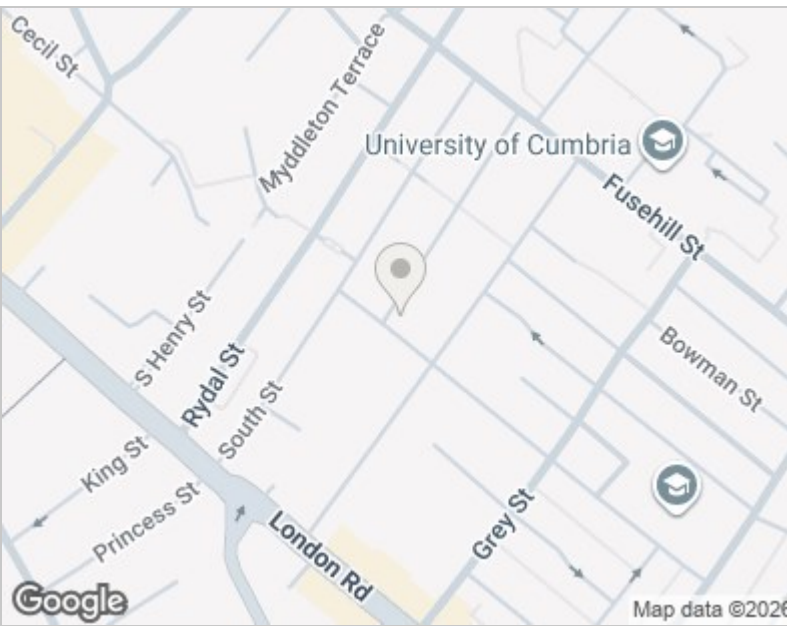 Cecil St
Myddleton Terrace
University of Cumbria
Fusehill St
S Henry St
Rydal St
South St
Bowman St
King St
Princess St
London Rd
Grey St
Google
Map data ©2026